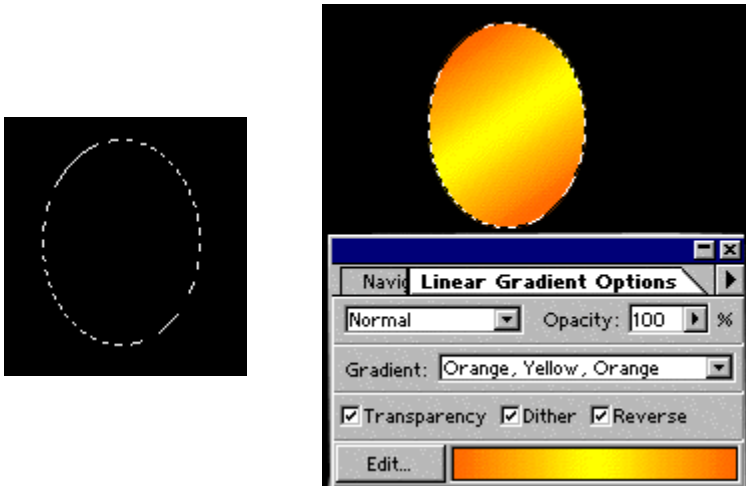 Navig Linear Gradient Options
Normal Opacity: 100 %
Gradient: Orange, Yellow, Orange
Transparency Dither Reverse
Edit...